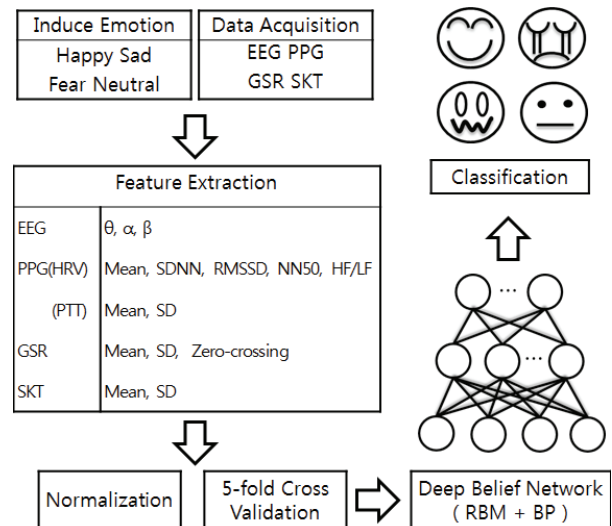 Induce Emotion
Happy Sad
Fear Neutral
Data Acquisition
EEG PPG
GSR SKT
Feature Extraction
EEG θ, α, β
PPG(HRV) Mean, SDNN, RMSSD, NN50, HF/LF
(PTT) Mean, SD
GSR Mean, SD, Zero-crossing
SKT Mean, SD
Normalization
5-fold Cross
Validation
Deep Belief Network
( RBM + BP )
...
...
Classification